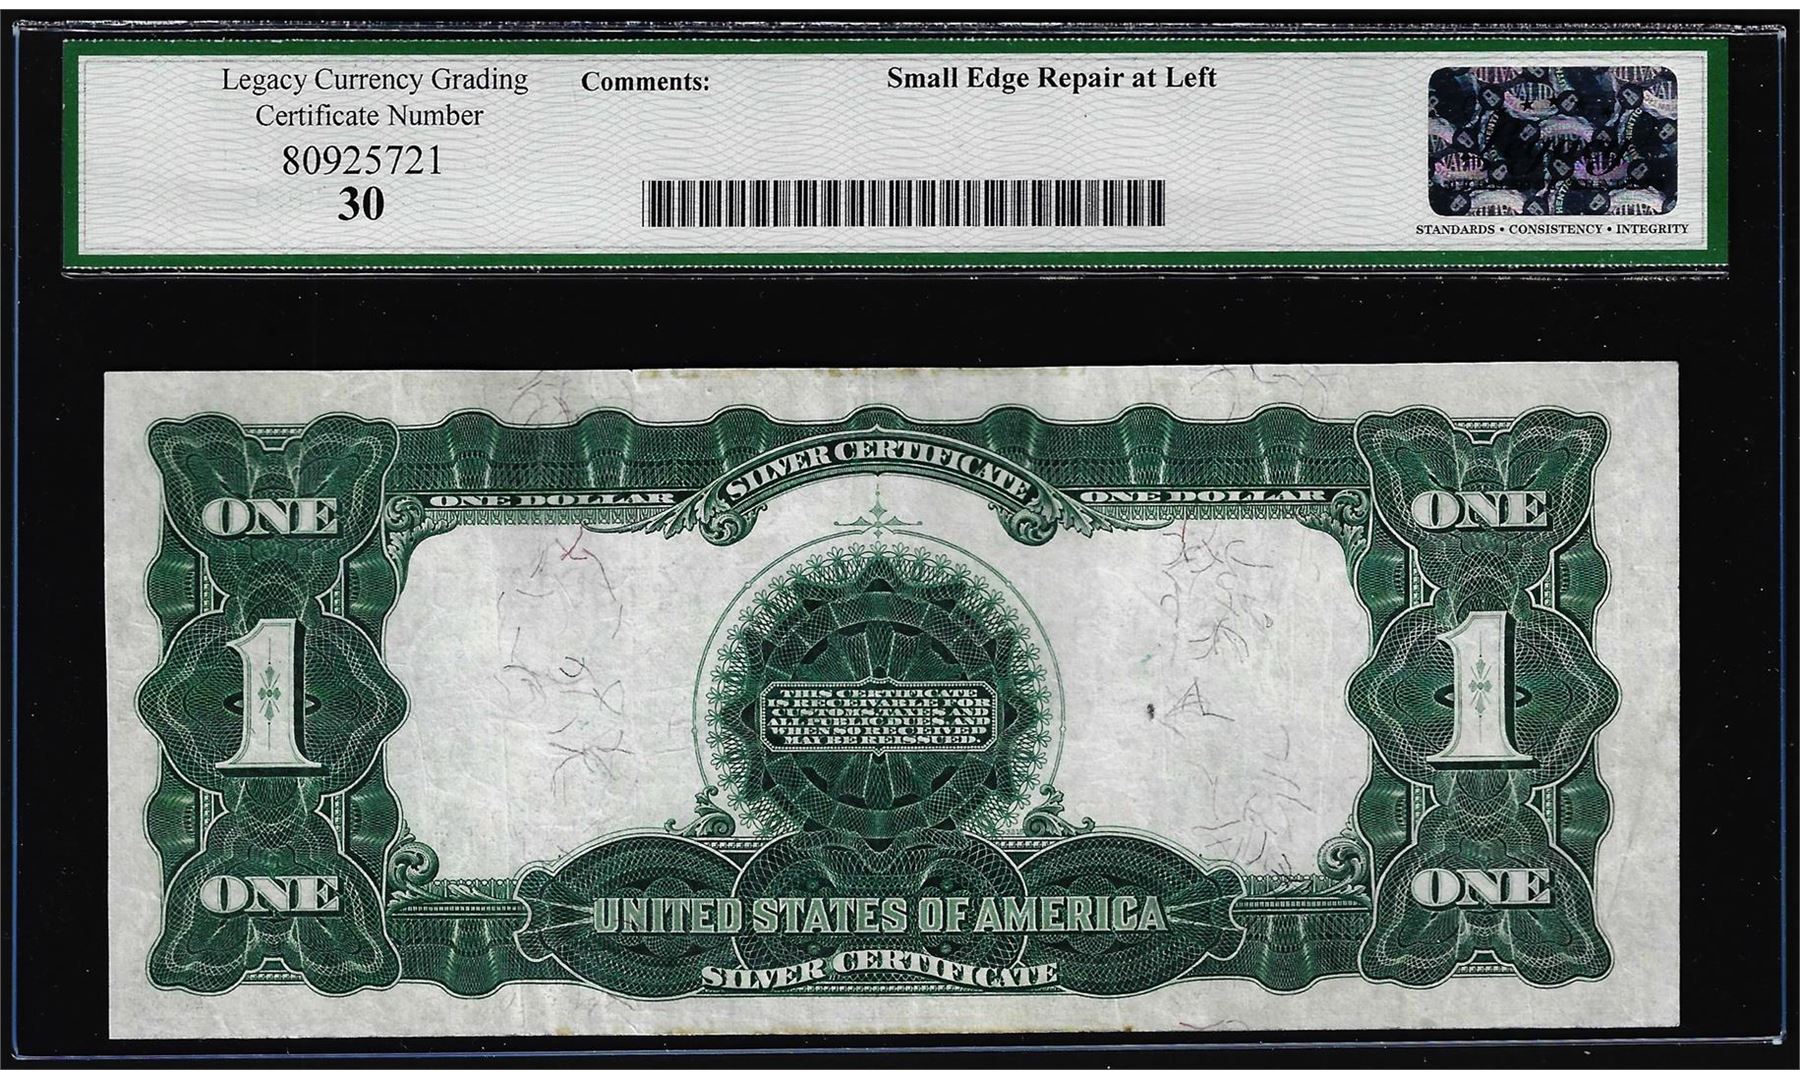 Legacy Currency Grading
Certificate Number
80925721
30
Comments:
Small Edge Repair at Left
VALID
STANDARDS • CONSISTENCY • INTEGRITY
SILVER CERTIFICATE
ONE DOLLAR
ONE DOLLAR
ONE
ONE
1
1
THIS CERTIFICATE
IS RECEIVABLE FOR
CUSTOMS, TAXES AND
ALL PUBLIC DUES, AND
WHEN SO RECEIVED
MAY BE REISSUED.
ONE
ONE
UNITED STATES OF AMERICA
SILVER CERTIFICATE